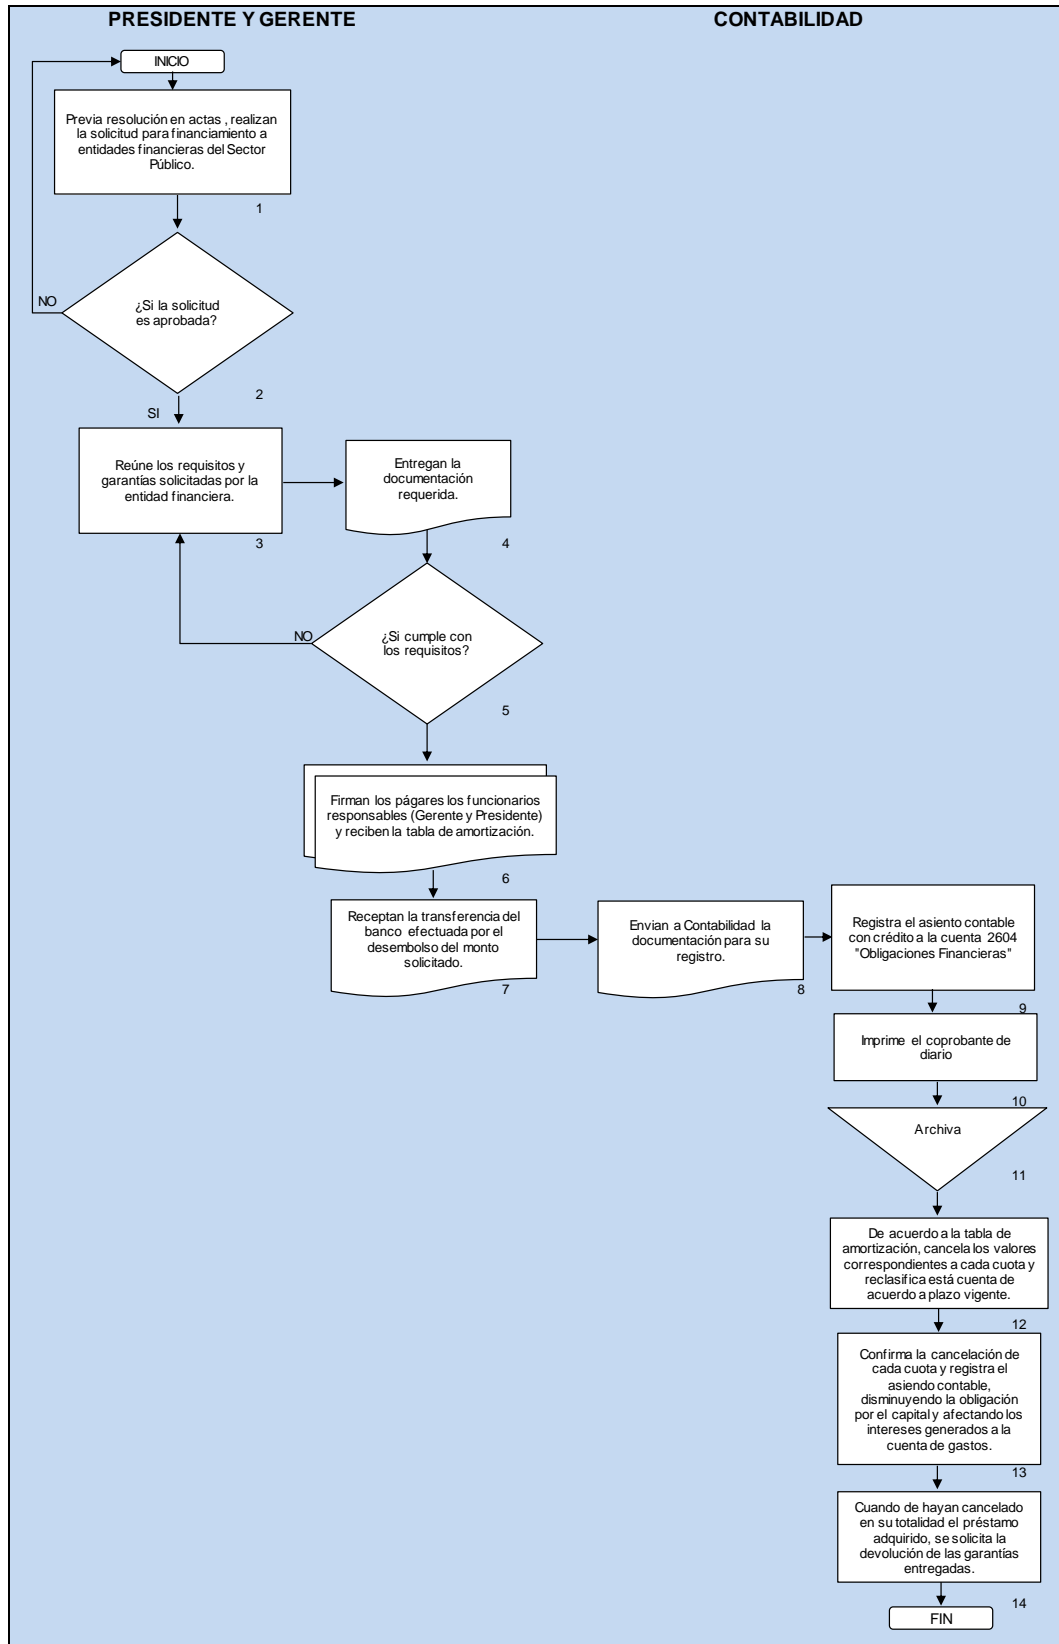 PRESIDENTE Y GERENTE
CONTABILIDAD
INICIO
Previa resolución en actas , realizan
la solicitud para financiamiento a
entidades financieras del Sector
Público.
1
¿Si la solicitud
es aprobada?
NO
2
SI
Reúne los requisitos y
garantías solicitadas por la
entidad financiera.
3
Entregan la
documentación
requerida.
4
¿Si cumple con
los requisitos?
NO
5
Firman los págares los funcionarios
responsables (Gerente y Presidente)
y reciben la tabla de amortización.
6
Receptan la transferencia del
banco efectuada por el
desembolso del monto
solicitado.
7
Envian a Contabilidad la
documentación para su
registro.
8
Registra el asiento contable
con crédito a la cuenta 2604
"Obligaciones Financieras"
9
Imprime el coprobante de
diario
10
Archiva
11
De acuerdo a la tabla de
amortización, cancela los valores
correspondientes a cada cuota y
reclasifica está cuenta de
acuerdo a plazo vigente.
12
Confirma la cancelación de
cada cuota y registra el
asiendo contable,
disminuyendo la obligación
por el capital y afectando los
intereses generados a la
cuenta de gastos.
13
Cuando de hayan cancelado
en su totalidad el préstamo
adquirido, se solicita la
devolución de las garantías
entregadas.
14
FIN